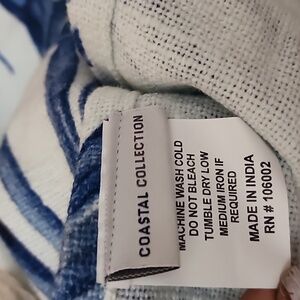 COASTAL COLLECTION
MACHINE WASH COLD
DO NOT BLEACH
TUMBLE DRY LOW
MEDIUM IRON IF
REQUIRED
MADE IN INDIA
RN # 106002